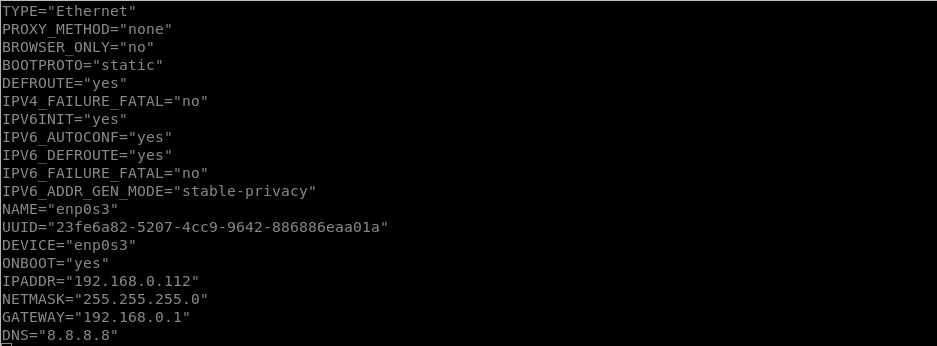 TYPE="Ethernet"
PROXY_METHOD="none"
BROWSER_ONLY="no"
BOOTPROTO="static"
DEFROUTE="yes"
IPV4_FAILURE_FATAL="no"
IPV6INIT="yes"
IPV6_AUTOCONF="yes"
IPV6_DEFROUTE="yes"
IPV6_FAILURE_FATAL="no"
IPV6_ADDR_GEN_MODE="stable-privacy"
NAME="enp0s3"
UUID="23fe6a82-5207-4cc9-9642-886886eaa01a"
DEVICE="enp0s3"
ONBOOT="yes"
IPADDR="192.168.0.112"
NETMASK="255.255.255.0"
GATEWAY="192.168.0.1"
DNS="8.8.8.8"